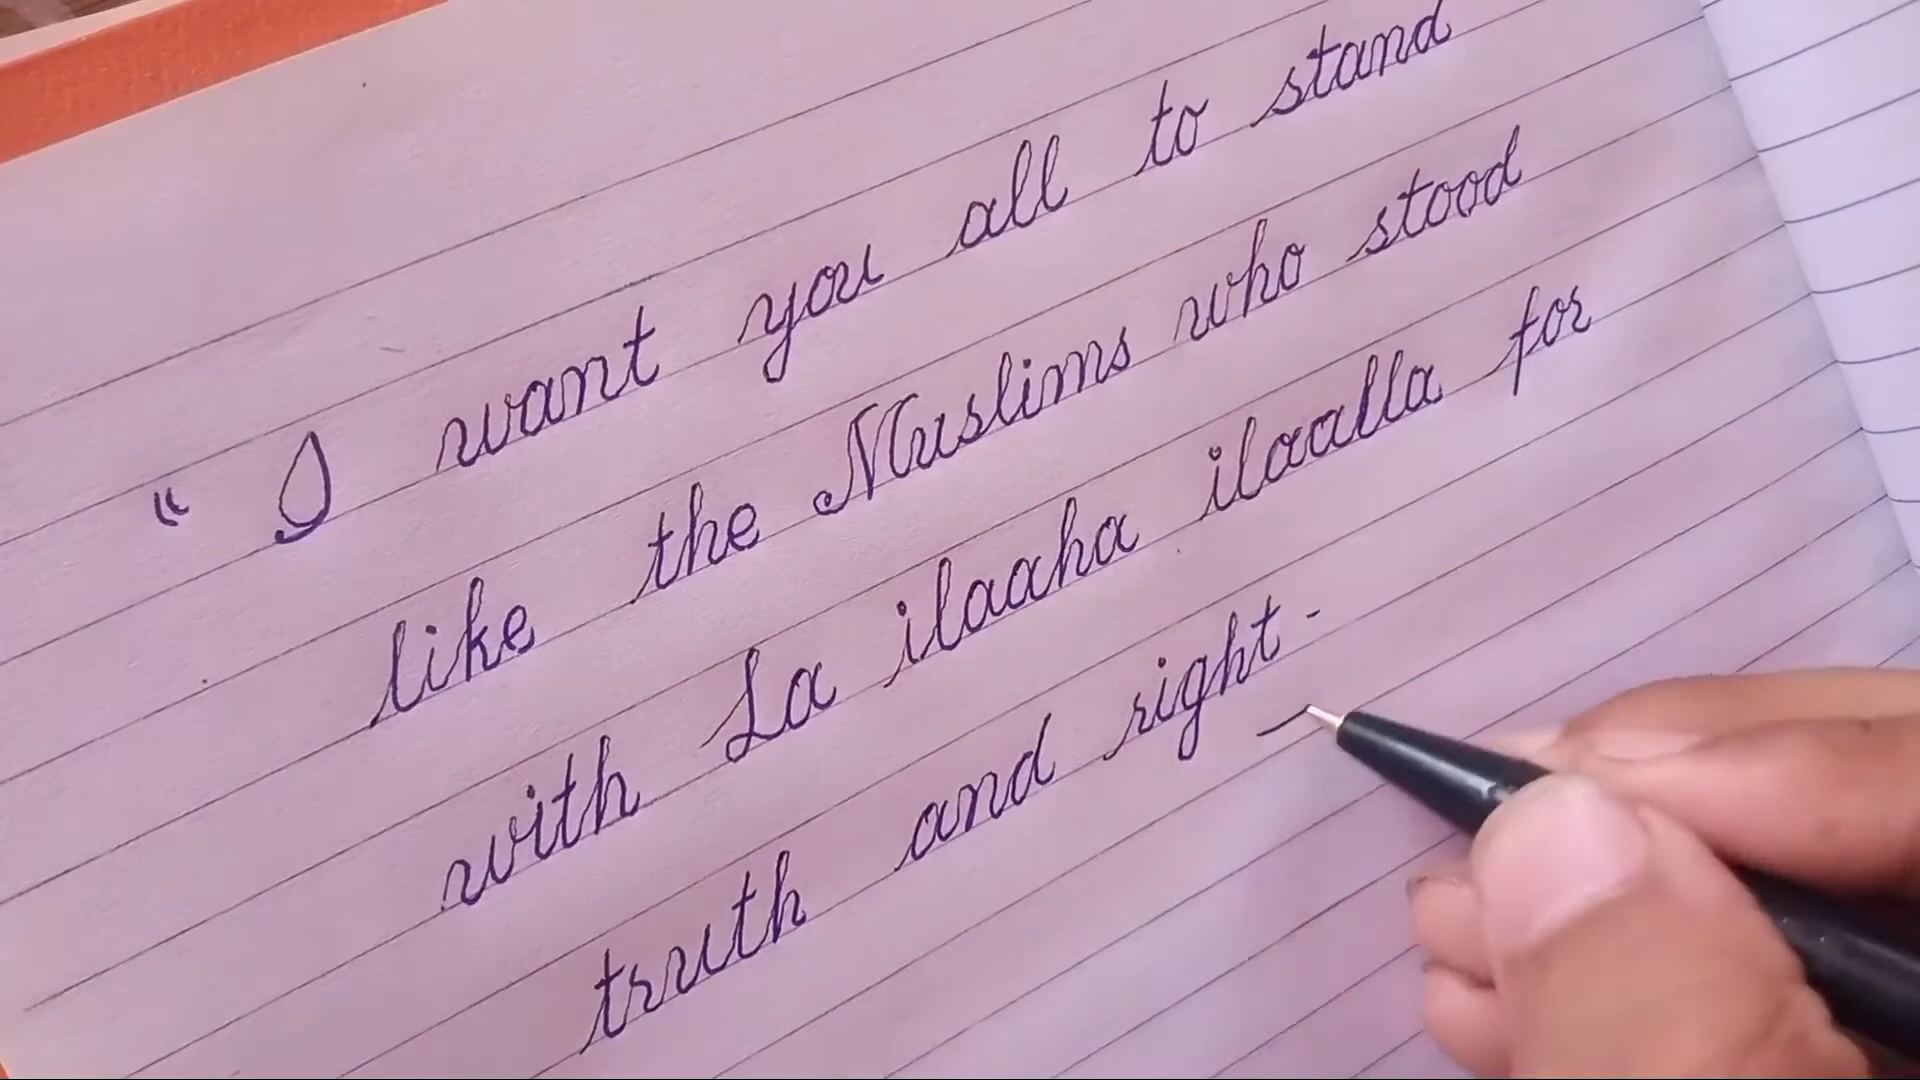 “ I want you all to stand
like the Muslims who stood
with La ilaaha ilaalla for
truth and right -